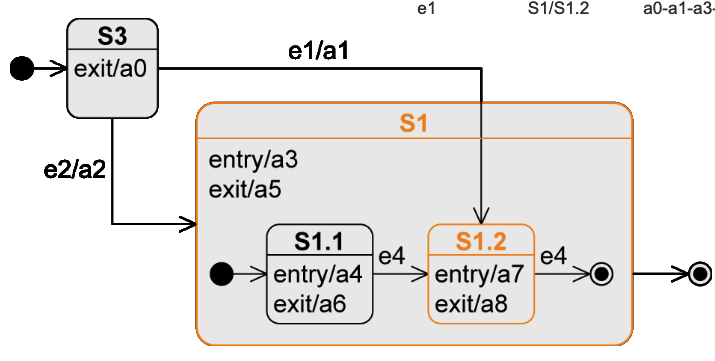 e1 S1/S1.2 a0-a1-a3-
S3
exit/a0
e1/a1
e2/a2
S1
entry/a3
exit/a5
S1.1
entry/a4
exit/a6
e4
S1.2
entry/a7
exit/a8
e4